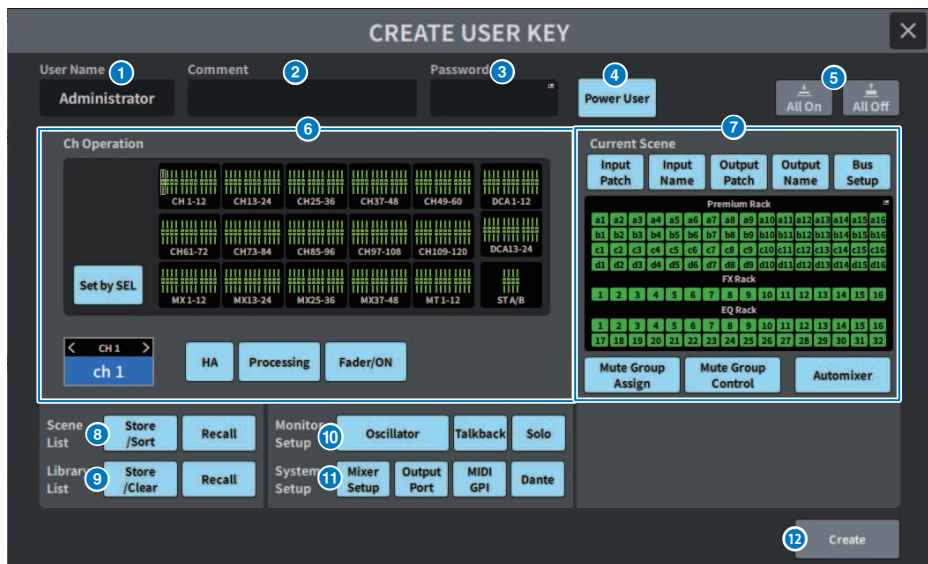 CREATE USER KEY
User Name 1 Comment 2 Password 3
Administrator
4
Power User
5
All On All Off
6
Ch Operation
CH 1-12 CH13-24 CH25-36 CH37-48 CH49-60 DCA1-12
CH61-72 CH73-84 CH85-96 CH97-108 CH109-120 DCA13-24
Set by SEL
MX 1-12 MX13-24 MX25-36 MX37-48 MT 1-12 ST A/B
< CH 1 >
ch 1
HA Processing Fader/ON
7
Current Scene
Input Patch
Input Name
Output Patch
Output Name
Bus Setup
Premium Rack
a1 a2 a3 a4 a5 a6 a7 a8 a9 a10 a11 a12 a13 a14 a15 a16
b1 b2 b3 b4 b5 b6 b7 b8 b9 b10 b11 b12 b13 b14 b15 b16
c1 c2 c3 c4 c5 c6 c7 c8 c9 c10 c11 c12 c13 c14 c15 c16
d1 d2 d3 d4 d5 d6 d7 d8 d9 d10 d11 d12 d13 d14 d15 d16
FX Rack
1 2 3 4 5 6 7 8 9 10 11 12 13 14 15 16
EQ Rack
1 2 3 4 5 6 7 8 9 10 11 12 13 14 15 16
17 18 19 20 21 22 23 24 25 26 27 28 29 30 31 32
Mute Group Assign
Mute Group Control
Automixer
Scene List 8 Store /Sort Recall
Monitor Setup 10 Oscillator Talkback Solo
Library List 9 Store /Clear Recall
System Setup 11 Mixer Setup Output Port MIDI GPI Dante
12 Create